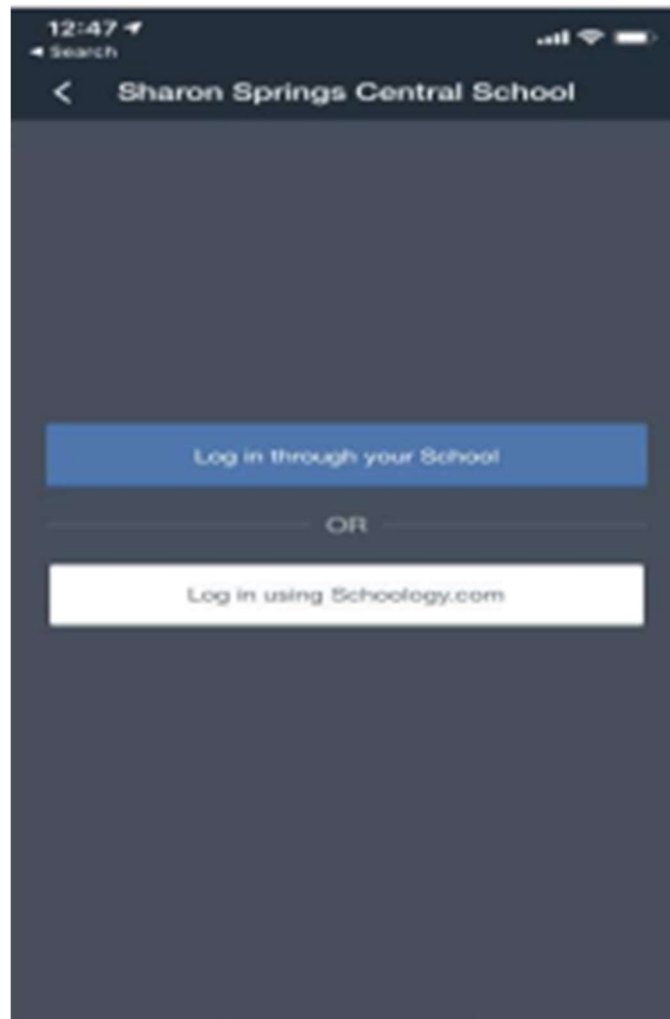 12:47
◀ Search
Sharon Springs Central School
Log in through your School
OR
Log in using Schoology.com